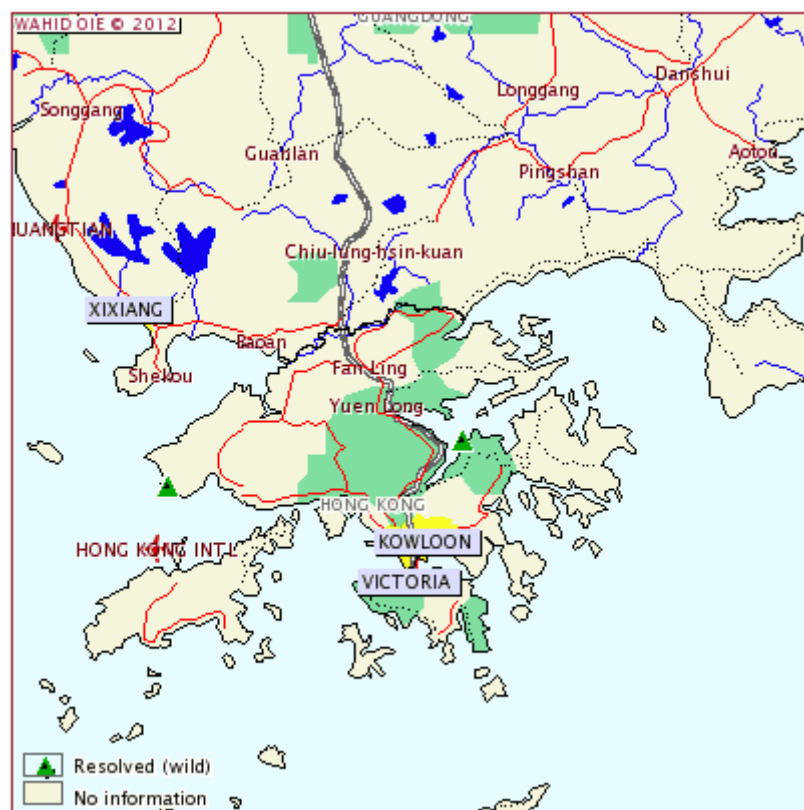 WAHID OIE © 2012
GUANGDONG
Danshui
Longgang
Songgang
Aotou
Guanlan
Pingshan
HUANGTIAN
Chiu-lung-hsin-kuan
XIXIANG
Baoan
Fan Ling
Shekou
Yuen Long
HONG KONG
KOWLOON
HONG KONG INT'L
VICTORIA
Resolved (wild)
No information